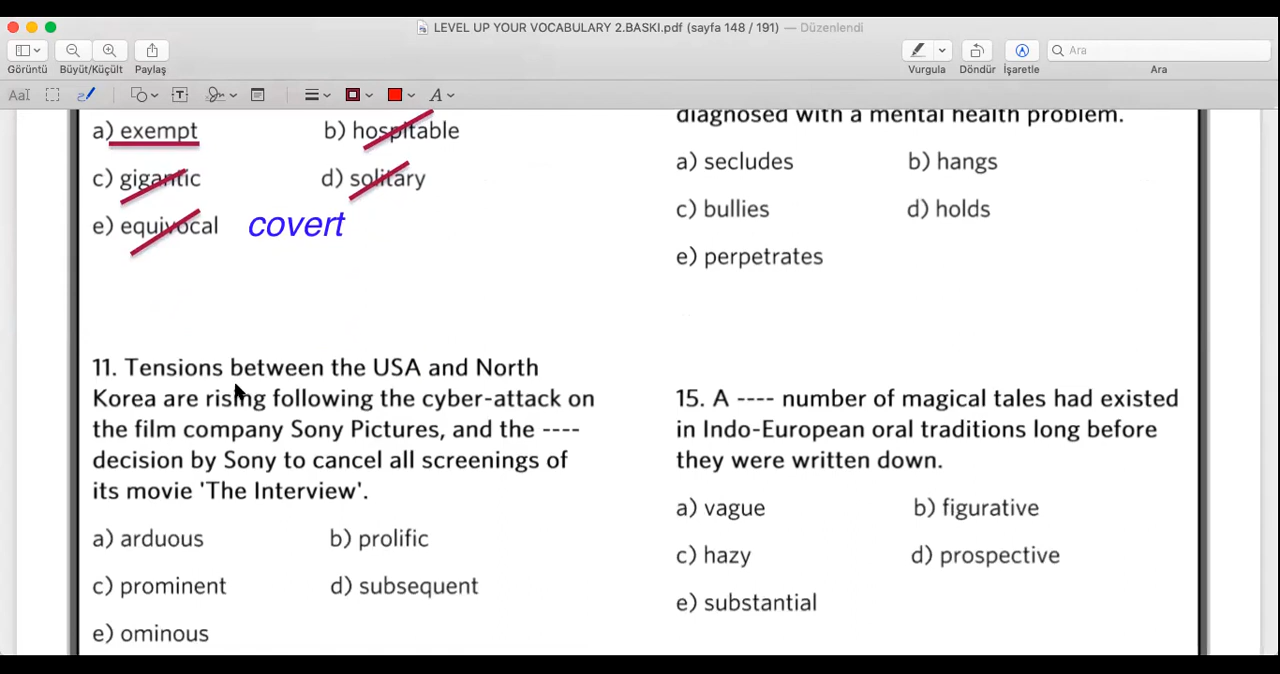 LEVEL UP YOUR VOCABULARY 2.BASKI.pdf (sayfa 148 / 191) — Düzenlendi
Görüntü Büyüt/Küçült Paylaş Vurgula Döndür İşaretle Ara
Ara
AaI T A
a) exempt b) hospitable
c) gigantic d) solitary
e) equivocal covert
11. Tensions between the USA and North
Korea are rising following the cyber-attack on
the film company Sony Pictures, and the ----
decision by Sony to cancel all screenings of
its movie 'The Interview'.
a) arduous b) prolific
c) prominent d) subsequent
e) ominous
diagnosed with a mental health problem.
a) secludes b) hangs
c) bullies d) holds
e) perpetrates
15. A ---- number of magical tales had existed
in Indo-European oral traditions long before
they were written down.
a) vague b) figurative
c) hazy d) prospective
e) substantial